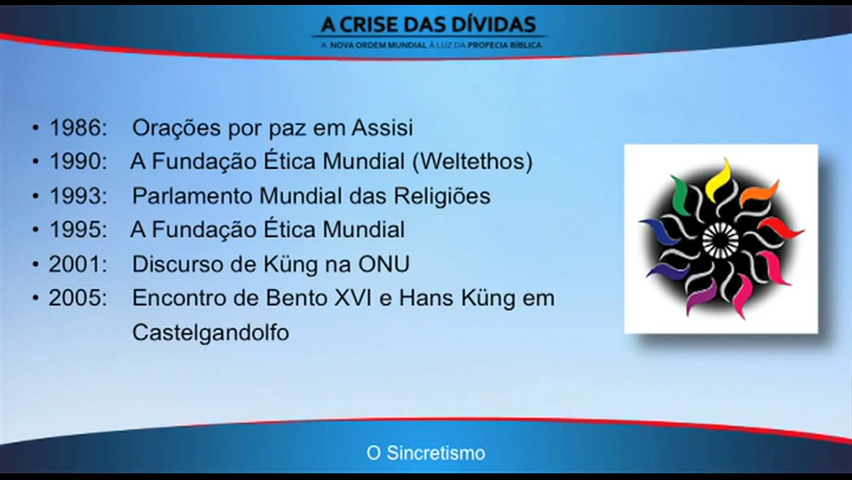 A CRISE DAS DÍVIDAS
A NOVA ORDEM MUNDIAL À LUZ DA PROFECIA BÍBLICA
• 1986: Orações por paz em Assisi
• 1990: A Fundação Ética Mundial (Weltethos)
• 1993: Parlamento Mundial das Religiões
• 1995: A Fundação Ética Mundial
• 2001: Discurso de Küng na ONU
• 2005: Encontro de Bento XVI e Hans Küng em
Castelgandolfo
O Sincretismo